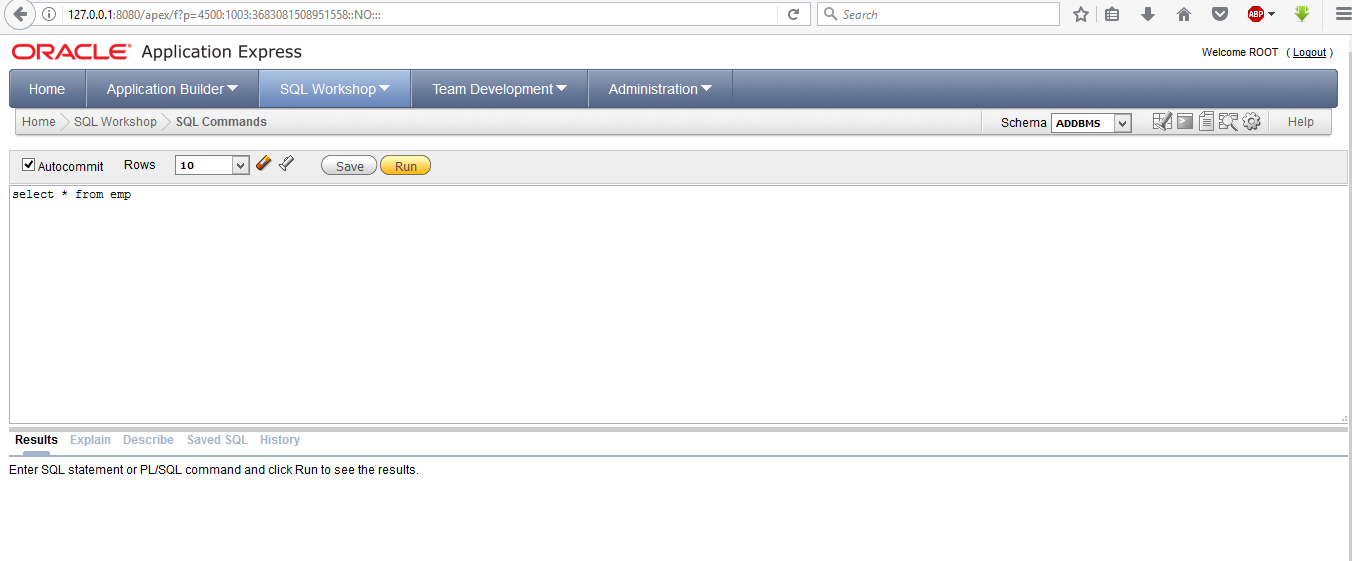 127.0.0.1:8080/apex/f?p=4500:1003:3683081508951558::NO:::
Search
ABP
ORACLE® Application Express
Welcome ROOT ( Logout )
Home Application Builder SQL Workshop Team Development Administration
Home SQL Workshop SQL Commands Schema ADDBMS Help
Autocommit Rows 10 Save Run
select * from emp
Results Explain Describe Saved SQL History
Enter SQL statement or PL/SQL command and click Run to see the results.